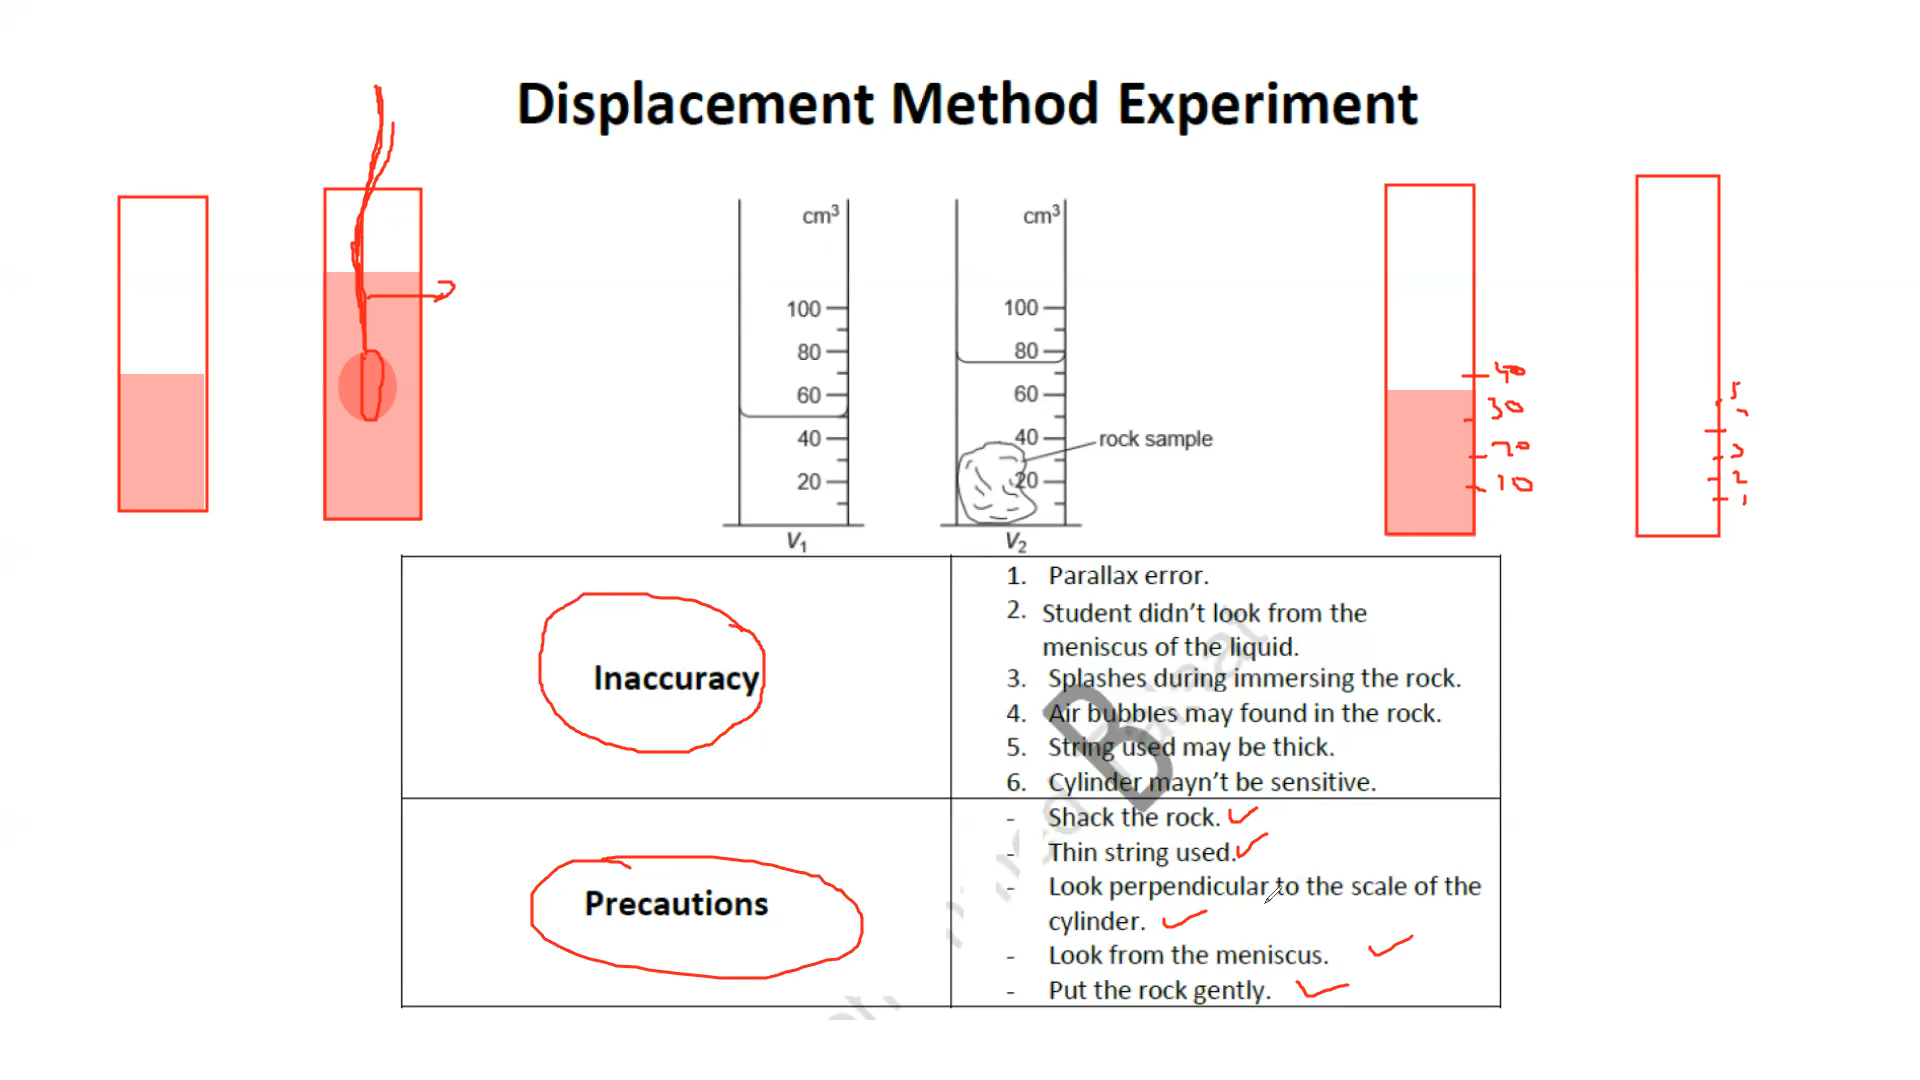 Displacement Method Experiment
cm³
100
80
60
40
20
V₁
cm³
100
80
60
40
20
rock sample
V₂
40
30
20
10
5
3
2
1
Inaccuracy
1. Parallax error.
2. Student didn't look from the
meniscus of the liquid.
3. Splashes during immersing the rock.
4. Air bubbles may found in the rock.
5. String used may be thick.
6. Cylinder mayn't be sensitive.
Precautions
- Shack the rock.
- Thin string used.
- Look perpendicular to the scale of the
cylinder.
- Look from the meniscus.
- Put the rock gently.